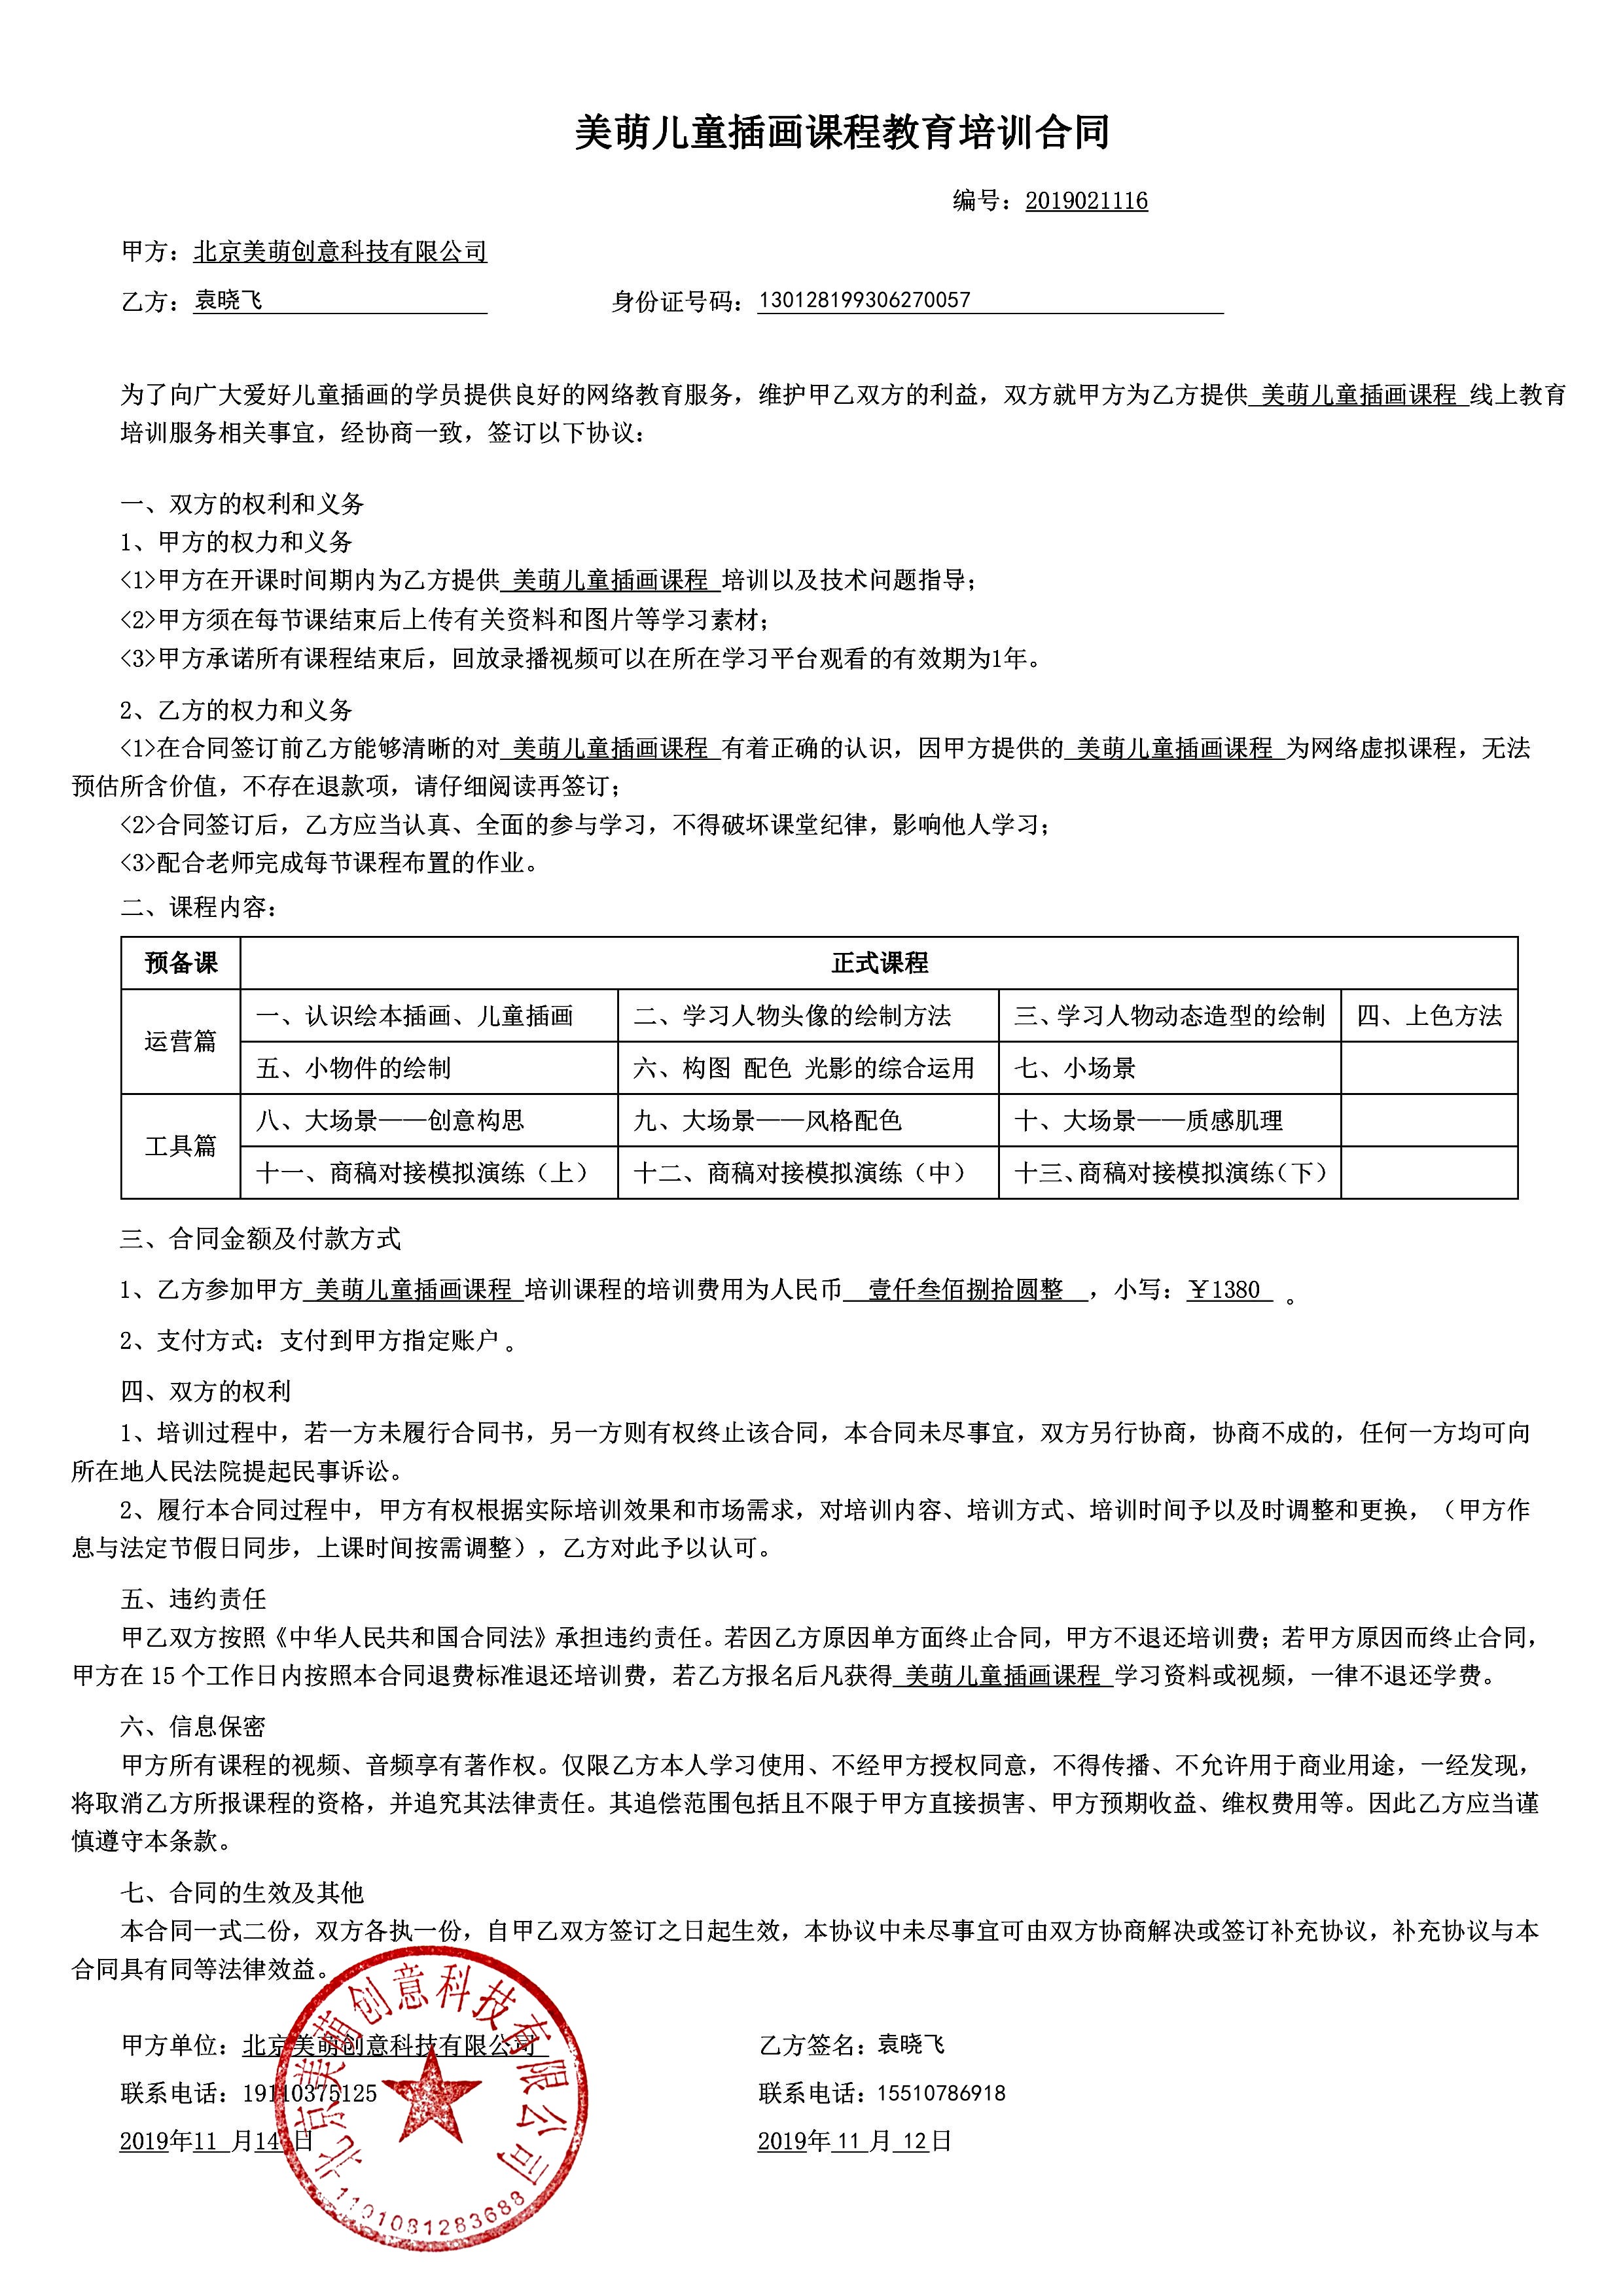 美萌儿童插画课程教育培训合同
编号：2019021116
甲方：北京美萌创意科技有限公司
乙方：袁晓飞 身份证号码：130128199306270057
为了向广大爱好儿童插画的学员提供良好的网络教育服务，维护甲乙双方的利益，双方就甲方为乙方提供 美萌儿童插画课程 线上教育
培训服务相关事宜，经协商一致，签订以下协议：
一、双方的权利和义务
1、甲方的权力和义务
<1>甲方在开课时间期内为乙方提供 美萌儿童插画课程 培训以及技术问题指导；
<2>甲方须在每节课结束后上传有关资料和图片等学习素材；
<3>甲方承诺所有课程结束后，回放录播视频可以在所在学习平台观看的有效期为1年。
2、乙方的权力和义务
<1>在合同签订前乙方能够清晰的对 美萌儿童插画课程 有着正确的认识，因甲方提供的 美萌儿童插画课程 为网络虚拟课程，无法
预估所含价值，不存在退款项，请仔细阅读再签订；
<2>合同签订后，乙方应当认真、全面的参与学习，不得破坏课堂纪律，影响他人学习；
<3>配合老师完成每节课程布置的作业。
二、课程内容：
预备课 正式课程
运营篇 一、认识绘本插画、儿童插画 二、学习人物头像的绘制方法 三、学习人物动态造型的绘制 四、上色方法
五、小物件的绘制 六、构图 配色 光影的综合运用 七、小场景
工具篇 八、大场景——创意构思 九、大场景——风格配色 十、大场景——质感肌理
十一、商稿对接模拟演练（上） 十二、商稿对接模拟演练（中） 十三、商稿对接模拟演练（下）
三、合同金额及付款方式
1、乙方参加甲方 美萌儿童插画课程 培训课程的培训费用为人民币 壹仟叁佰捌拾圆整 ，小写：￥1380 。
2、支付方式：支付到甲方指定账户。
四、双方的权利
1、培训过程中，若一方未履行合同书，另一方则有权终止该合同，本合同未尽事宜，双方另行协商，协商不成的，任何一方均可向
所在地人民法院提起民事诉讼。
2、履行本合同过程中，甲方有权根据实际培训效果和市场需求，对培训内容、培训方式、培训时间予以及时调整和更换，（甲方作
息与法定节假日同步，上课时间按需调整），乙方对此予以认可。
五、违约责任
甲乙双方按照《中华人民共和国合同法》承担违约责任。若因乙方原因单方面终止合同，甲方不退还培训费；若甲方原因而终止合同，
甲方在 15 个工作日内按照本合同退费标准退还培训费，若乙方报名后凡获得 美萌儿童插画课程 学习资料或视频，一律不退还学费。
六、信息保密
甲方所有课程的视频、音频享有著作权。仅限乙方本人学习使用、不经甲方授权同意，不得传播、不允许用于商业用途，一经发现，
将取消乙方所报课程的资格，并追究其法律责任。其追偿范围包括且不限于甲方直接损害、甲方预期收益、维权费用等。因此乙方应当谨
慎遵守本条款。
七、合同的生效及其他
本合同一式二份，双方各执一份，自甲乙双方签订之日起生效，本协议中未尽事宜可由双方协商解决或签订补充协议，补充协议与本
合同具有同等法律效益。
甲方单位：北京美萌创意科技有限公司 乙方签名：袁晓飞
联系电话：19110375125 联系电话：15510786918
2019年11 月14 日 2019年 11 月 12日
北京美萌创意科技有限公司
1101081283688